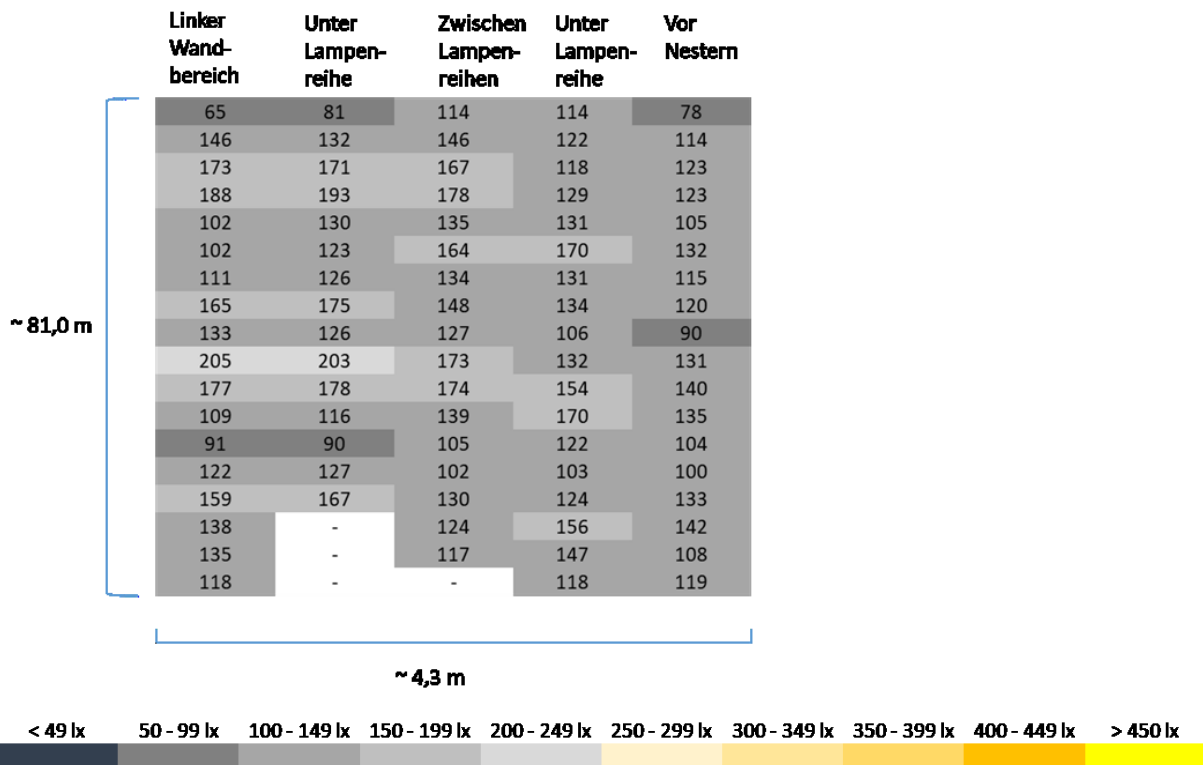 Linker Unter Zwischen Unter Vor
Wand- Lampen- Lampen- Lampen- Nestern
bereich reihe reihen reihe
65 81 114 114 78
146 132 146 122 114
173 171 167 118 123
188 193 178 129 123
102 130 135 131 105
102 123 164 170 132
111 126 134 131 115
165 175 148 134 120
~ 81,0 m
133 126 127 106 90
205 203 173 132 131
177 178 174 154 140
109 116 139 170 135
91 90 105 122 104
122 127 102 103 100
159 167 130 124 133
138 - 124 156 142
135 - 117 147 108
118 - - 118 119
~ 4,3 m
< 49 lx 50 - 99 lx 100 - 149 lx 150 - 199 lx 200 - 249 lx 250 - 299 lx 300 - 349 lx 350 - 399 lx 400 - 449 lx > 450 lx